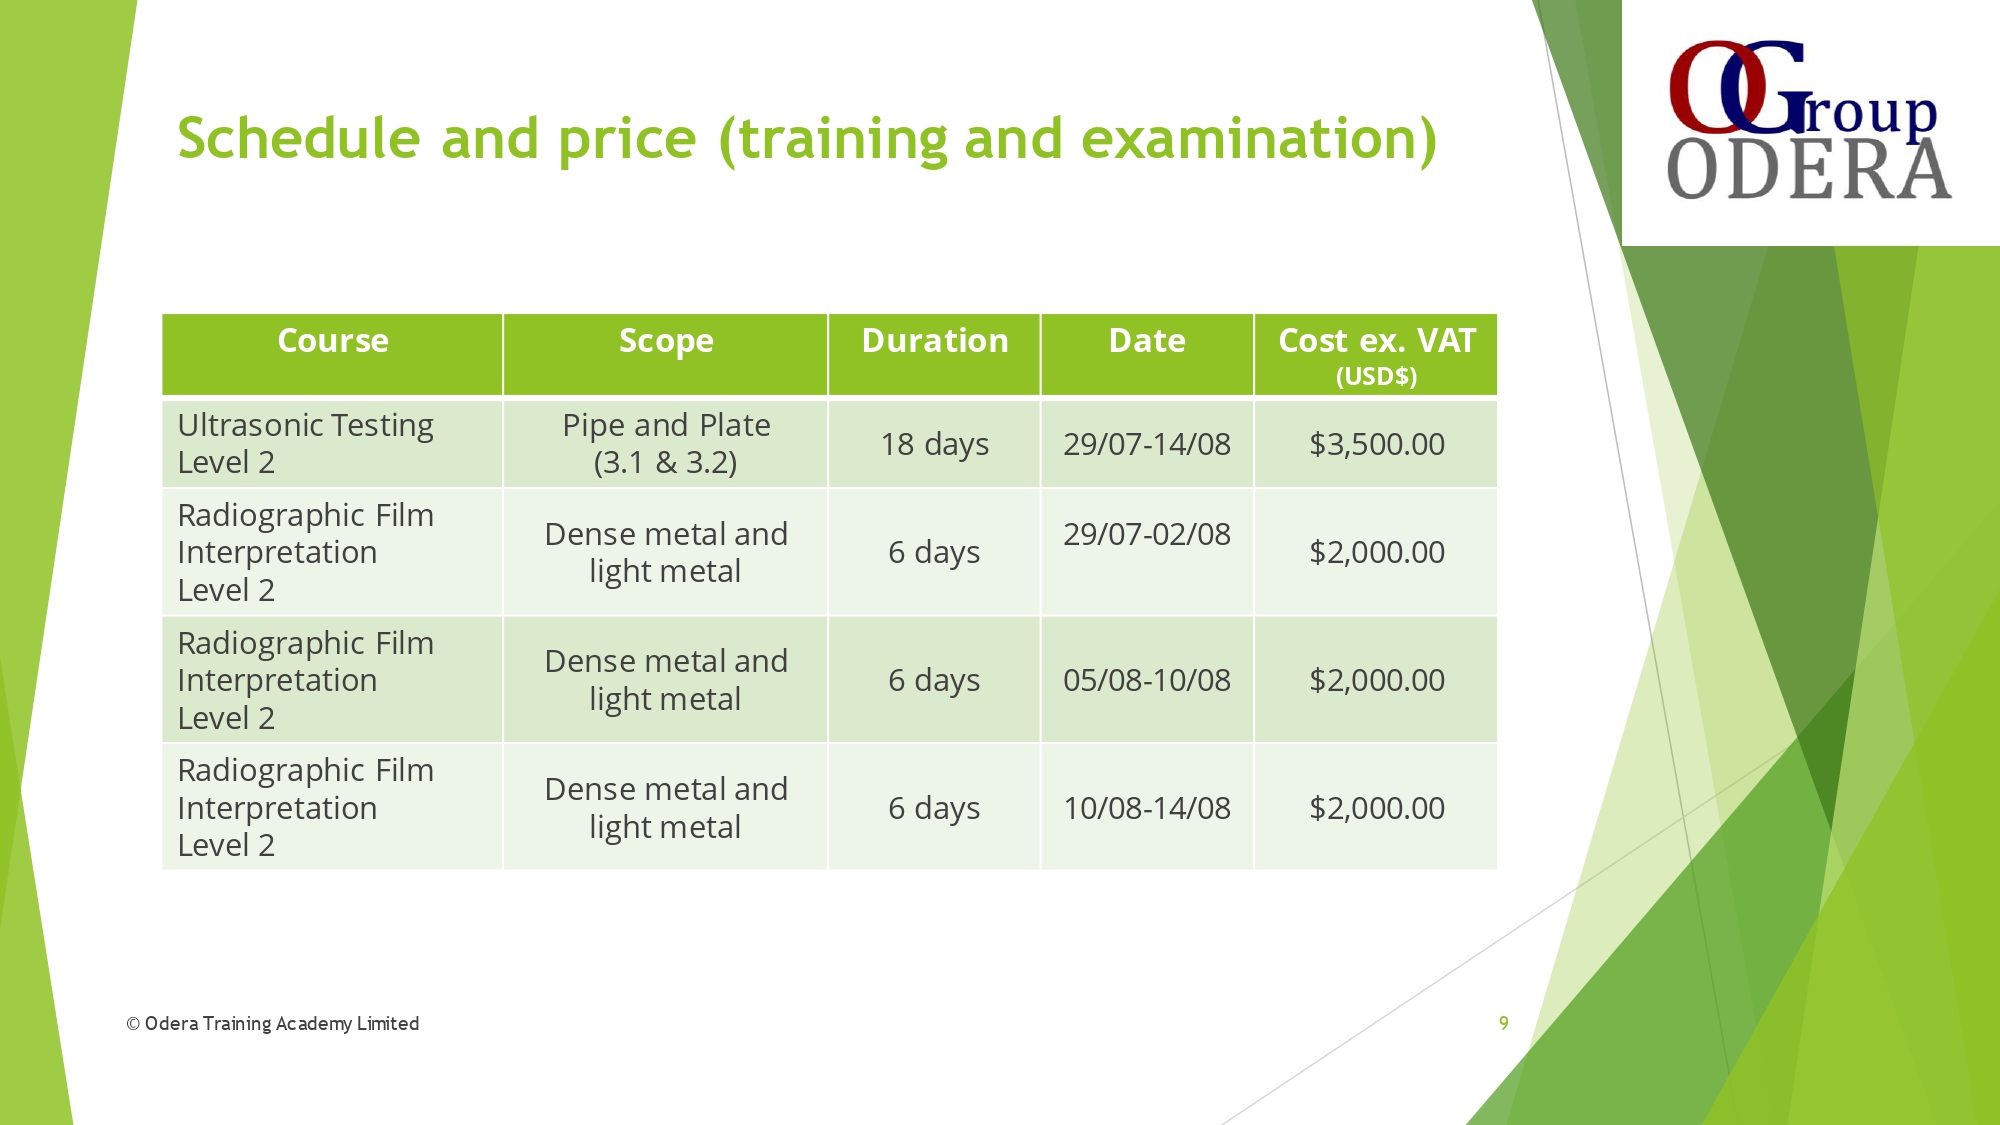 OGroup
ODERA
Schedule and price (training and examination)
Course Scope Duration Date Cost ex. VAT
(USD$)
Ultrasonic Testing
Level 2
Pipe and Plate
(3.1 & 3.2)
18 days
29/07-14/08
$3,500.00
Radiographic Film
Interpretation
Level 2
Dense metal and
light metal
6 days
29/07-02/08
$2,000.00
Radiographic Film
Interpretation
Level 2
Dense metal and
light metal
6 days
05/08-10/08
$2,000.00
Radiographic Film
Interpretation
Level 2
Dense metal and
light metal
6 days
10/08-14/08
$2,000.00
© Odera Training Academy Limited
9